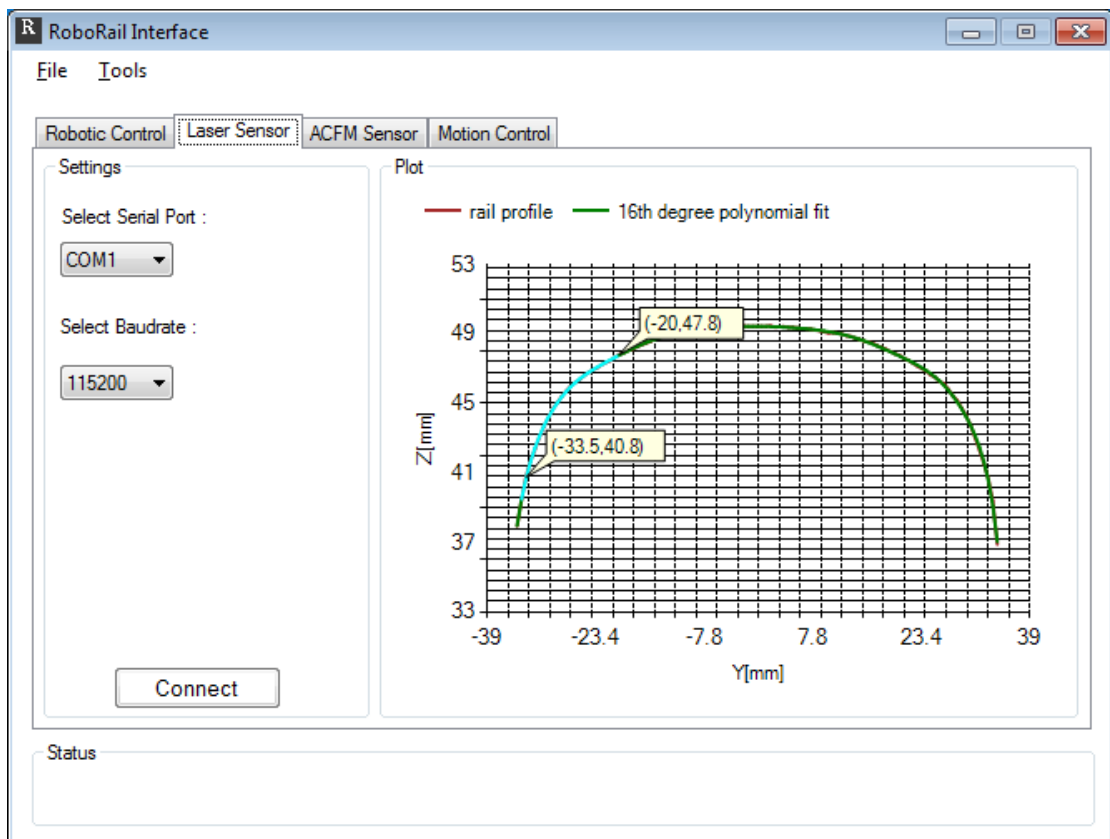 R RoboRail Interface
File Tools
Robotic Control Laser Sensor ACFM Sensor Motion Control
Settings
Select Serial Port :
COM1
Select Baudrate :
115200
Connect
Plot
rail profile 16th degree polynomial fit
53
49
45
41
37
33
Z[mm]
(-20,47.8)
(-33.5,40.8)
-39 -23.4 -7.8 7.8 23.4 39
Y[mm]
Status